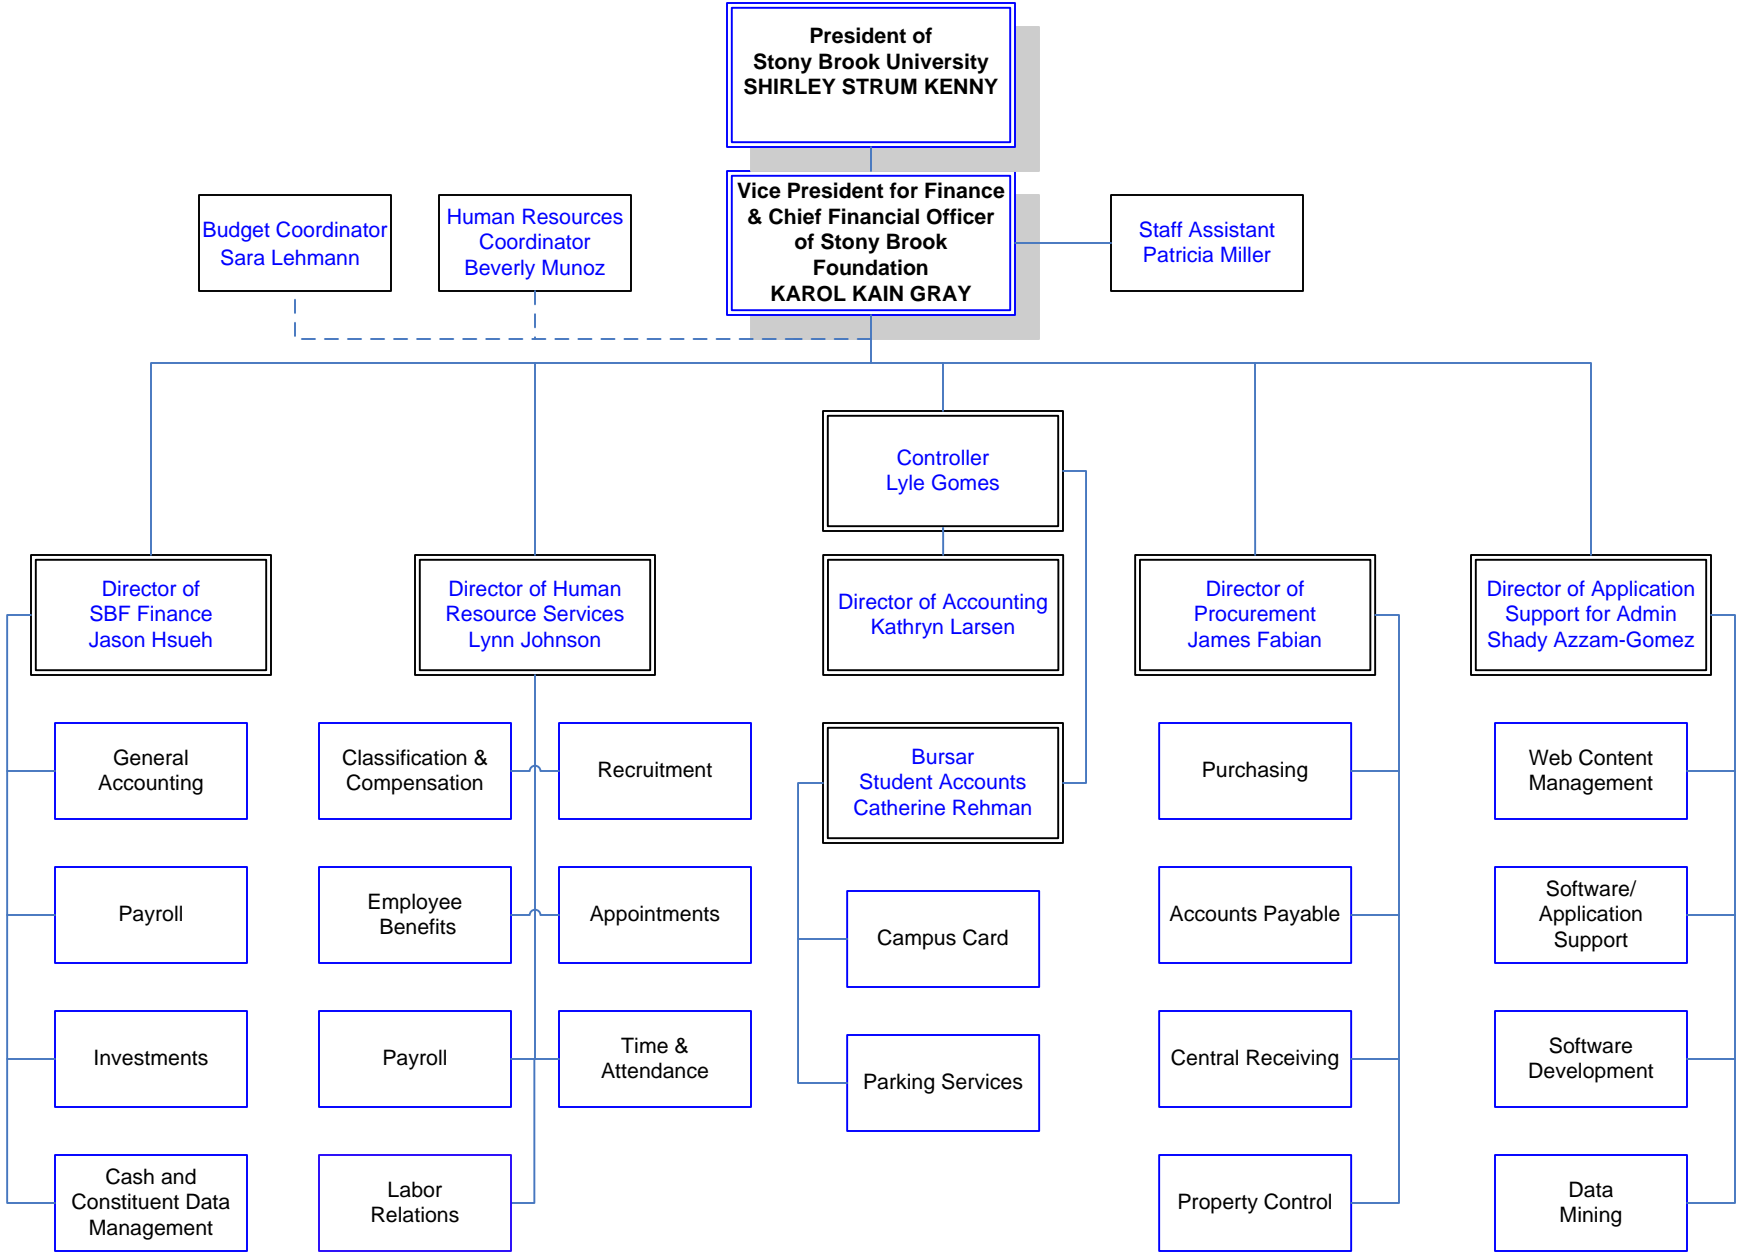 President of
Stony Brook University
SHIRLEY STRUM KENNY
Vice President for Finance
& Chief Financial Officer
of Stony Brook
Foundation
KAROL KAIN GRAY
Budget Coordinator
Sara Lehmann
Human Resources
Coordinator
Beverly Munoz
Staff Assistant
Patricia Miller
Controller
Lyle Gomes
Director of
SBF Finance
Jason Hsueh
Director of Human
Resource Services
Lynn Johnson
Director of Accounting
Kathryn Larsen
Director of
Procurement
James Fabian
Director of Application
Support for Admin
Shady Azzam-Gomez
General
Accounting
Classification &
Compensation
Recruitment
Bursar
Student Accounts
Catherine Rehman
Purchasing
Web Content
Management
Payroll
Employee
Benefits
Appointments
Campus Card
Accounts Payable
Software/
Application
Support
Investments
Payroll
Time &
Attendance
Parking Services
Central Receiving
Software
Development
Cash and
Constituent Data
Management
Labor
Relations
Property Control
Data
Mining